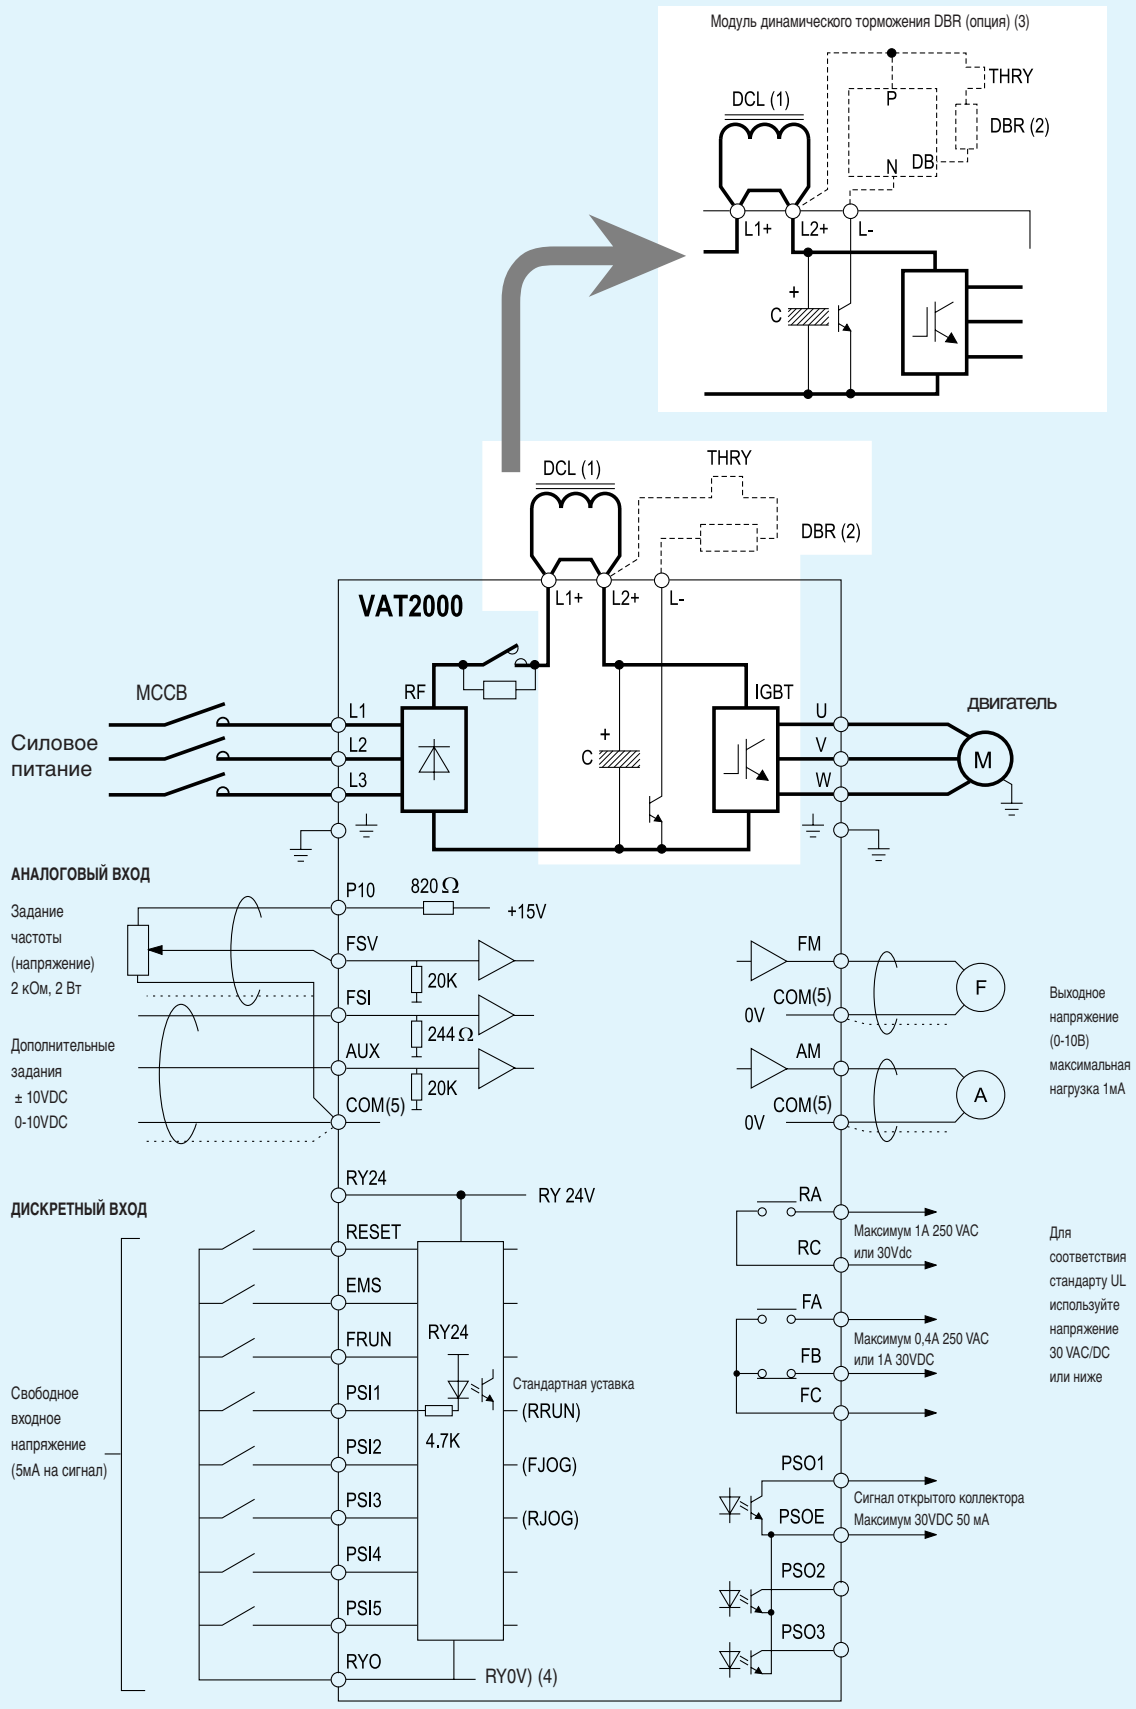 Модуль динамического торможения DBR (опция) (3)
THRY
DCL (1)
P
DBR (2)
DB
N
L1+
L2+
L-
+
C
THRY
DCL (1)
DBR (2)
L1+
L2+
L-
VAT2000
MCCB
RF
IGBT
двигатель
L1
U
Силовое
питание
L2
V
M
+
C
L3
W
АНАЛОГОВЫЙ ВХОД
P10
820 Ω
+15V
Задание
частоты
(напряжение)
2 кОм, 2 Вт
FSV
20K
FSI
244 Ω
Дополнительные
задания
± 10VDC
0-10VDC
AUX
20K
COM(5)
FM
F
COM(5)
0V
AM
A
COM(5)
0V
Выходное
напряжение
(0-10В)
максимальная
нагрузка 1мА
RY24
RY 24V
ДИСКРЕТНЫЙ ВХОД
RESET
EMS
FRUN
RY24
Свободное
входное
напряжение
(5мА на сигнал)
PSI1
4.7K
Стандартная уставка
(RRUN)
PSI2
(FJOG)
PSI3
(RJOG)
PSI4
PSI5
RYO
RY0V) (4)
RA
Максимум 1А 250 VAC
или 30Vdc
RC
FA
Максимум 0,4А 250 VAC
или 1А 30VDC
FB
FC
Для
соответствия
стандарту UL
используйте
напряжение
30 VAC/DC
или ниже
PSO1
Сигнал открытого коллектора
Максимум 30VDC 50 мА
PSOE
PSO2
PSO3